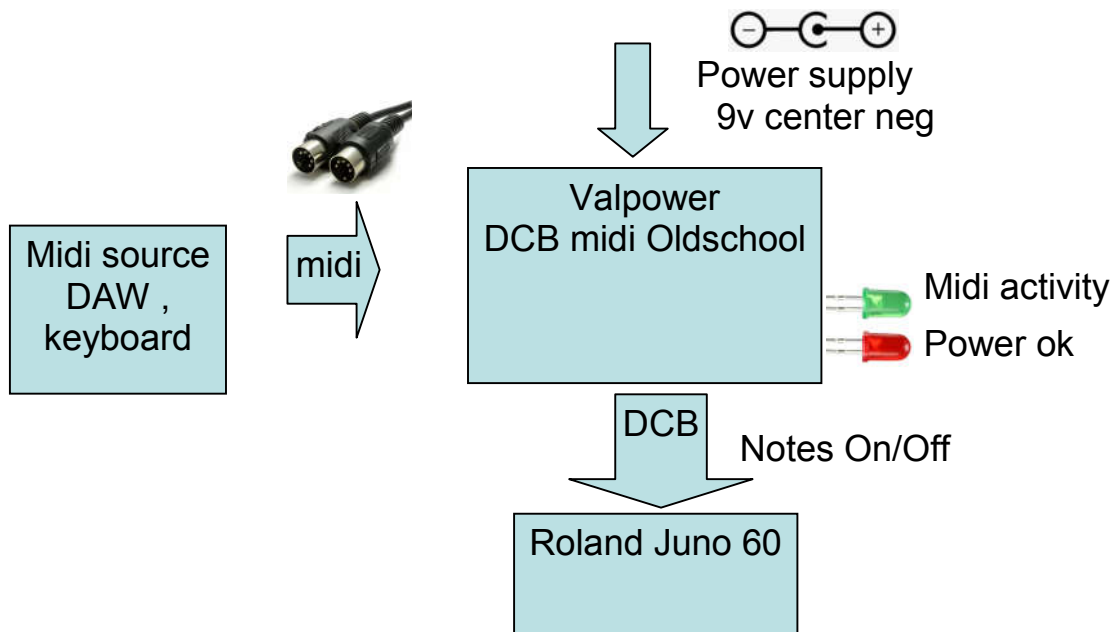 Power supply
9v center neg
Midi source
DAW ,
keyboard
midi
Valpower
DCB midi Oldschool
Midi activity
Power ok
DCB
Notes On/Off
Roland Juno 60